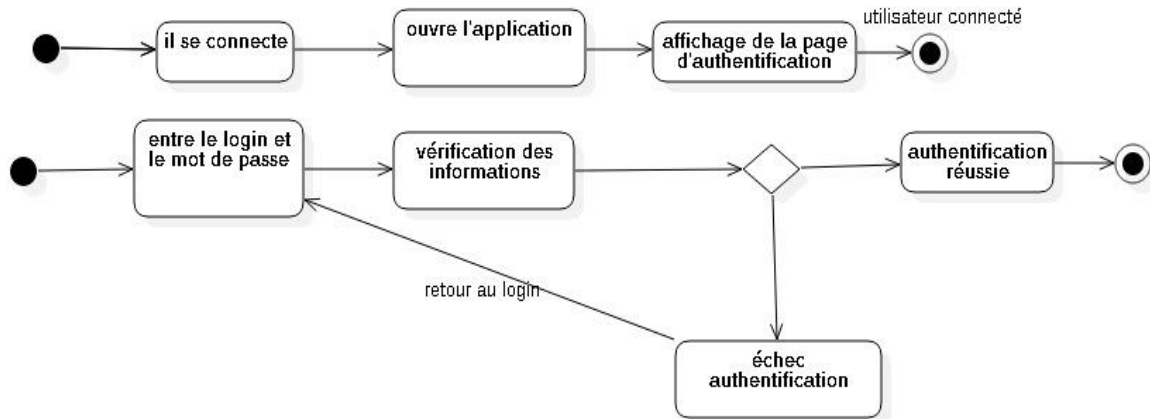 utilisateur connecté
il se connecte
ouvre l'application
affichage de la page
d'authentification
entre le login et
le mot de passe
vérification des
informations
authentification
réussie
retour au login
échec
authentification